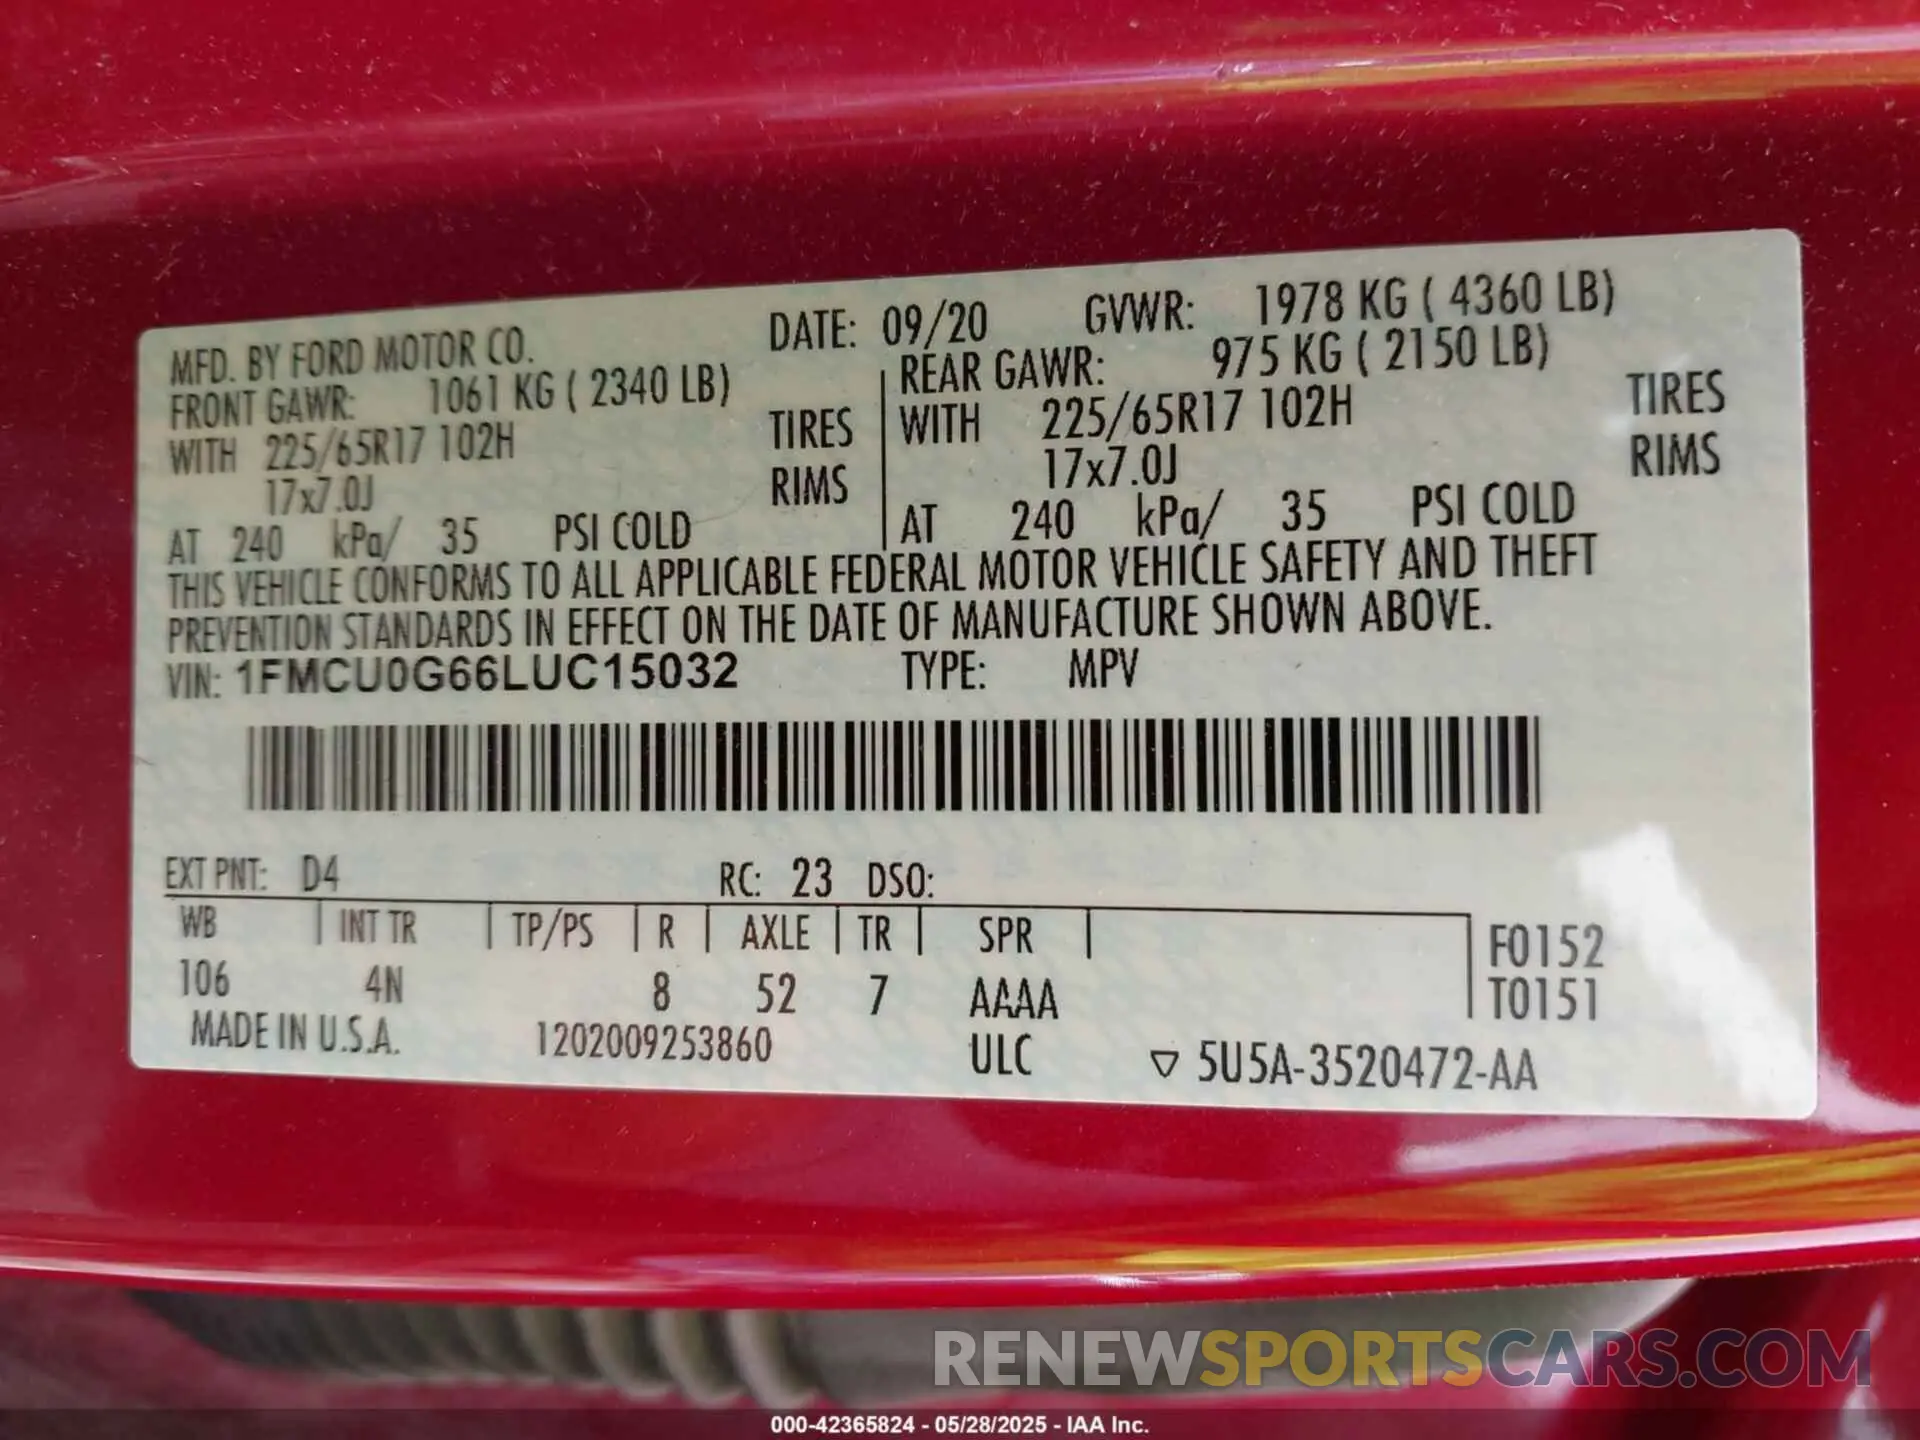 MFD. BY FORD MOTOR CO. DATE: 09/20 GVWR: 1978 KG ( 4360 LB)
FRONT GAWR: 1061 KG ( 2340 LB) REAR GAWR: 975 KG ( 2150 LB)
WITH 225/65R17 102H TIRES WITH 225/65R17 102H TIRES
17x7.0J RIMS 17x7.0J RIMS
AT 240 kPa/ 35 PSI COLD AT 240 kPa/ 35 PSI COLD
THIS VEHICLE CONFORMS TO ALL APPLICABLE FEDERAL MOTOR VEHICLE SAFETY AND THEFT
PREVENTION STANDARDS IN EFFECT ON THE DATE OF MANUFACTURE SHOWN ABOVE.
VIN: 1FMCU0G66LUC15032 TYPE: MPV
EXT PNT: D4 RC: 23 DSO:
WB INT TR TP/PS R AXLE TR SPR F0152
106 4N 8 52 7 AAAA T0151
MADE IN U.S.A. 1202009253860 ULC ▽ 5U5A-3520472-AA
RENEWSPORTSCARS.COM
000-42365824 - 05/28/2025 - IAA Inc.